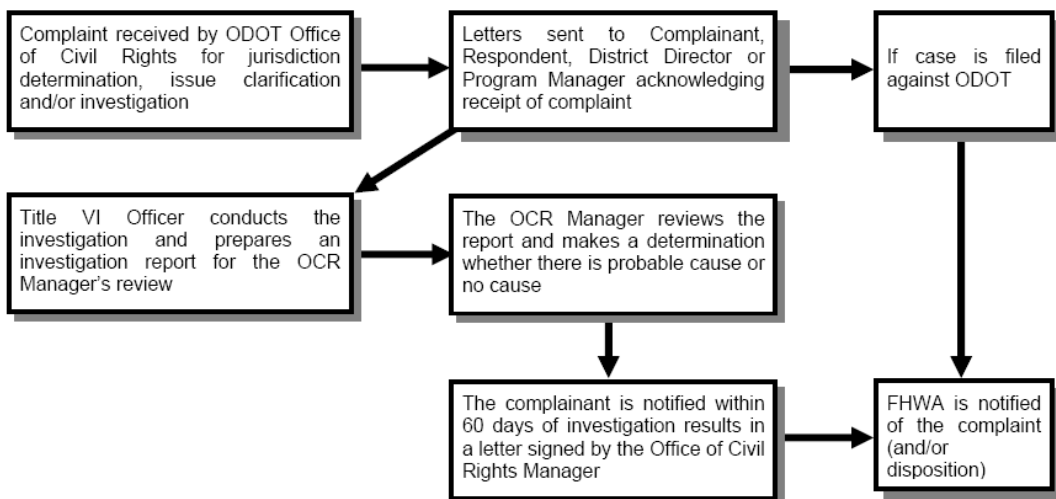 Complaint received by ODOT Office
of Civil Rights for jurisdiction
determination, issue clarification
and/or investigation
Letters sent to Complainant,
Respondent, District Director or
Program Manager acknowledging
receipt of complaint
If case is filed
against ODOT
Title VI Officer conducts the
investigation and prepares an
investigation report for the OCR
Manager's review
The OCR Manager reviews the
report and makes a determination
whether there is probable cause or
no cause
The complainant is notified within
60 days of investigation results in
a letter signed by the Office of Civil
Rights Manager
FHWA is notified
of the complaint
(and/or
disposition)